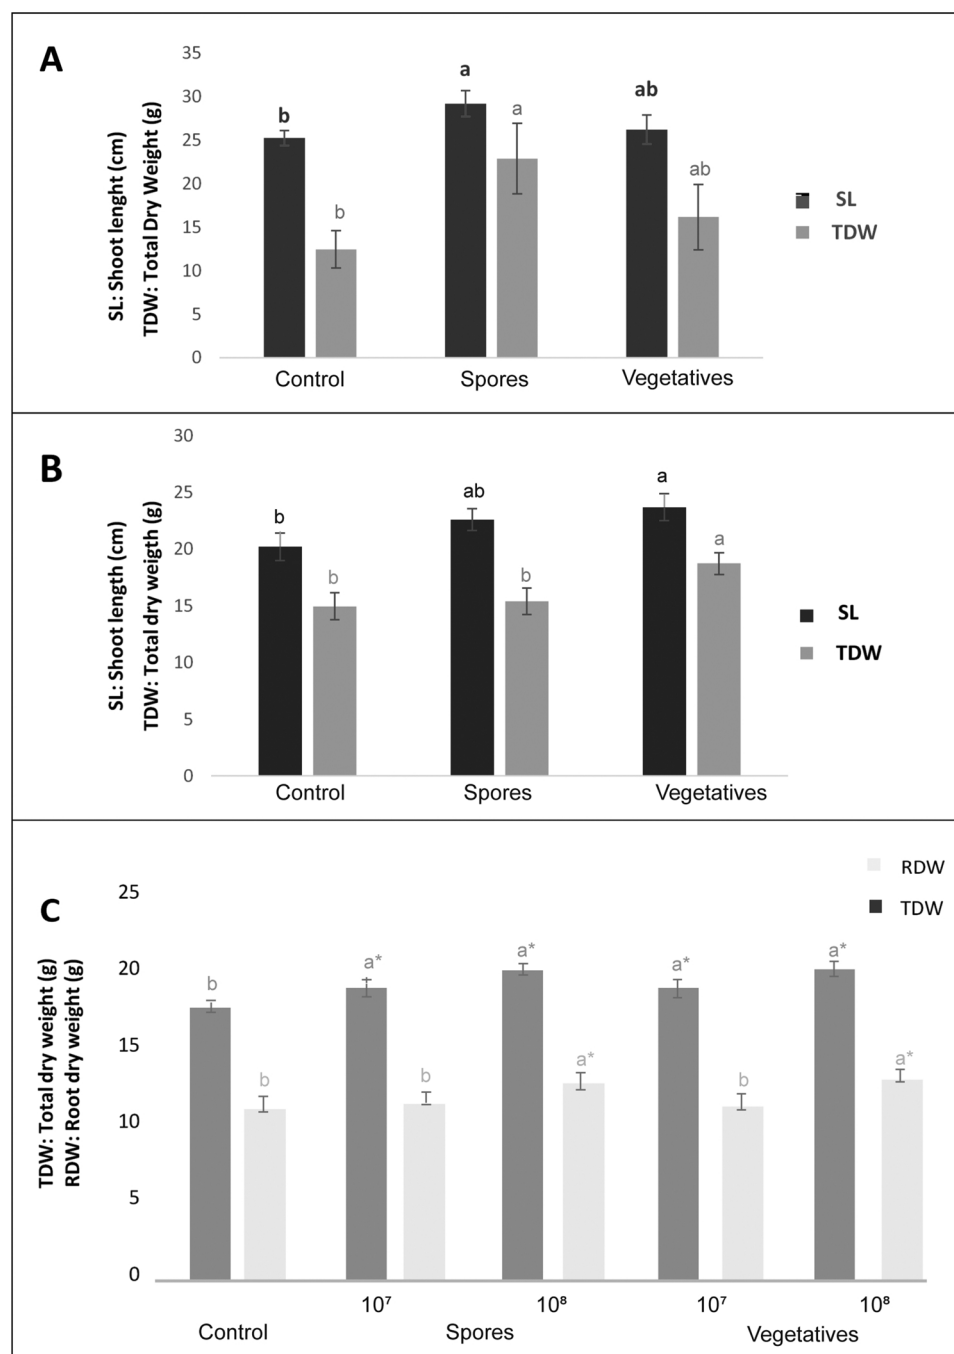 A
SL: Shoot lenght (cm)
TDW: Total Dry Weight (g)
35
30
25
20
15
10
5
0
b
b
a
a
ab
ab
Control
Spores
Vegetatives
SL
TDW
B
SL: Shoot length (cm)
TDW: Total dry weigth (g)
30
25
20
15
10
5
0
b
b
ab
b
a
a
Control
Spores
Vegetatives
SL
TDW
C
TDW: Total dry weight (g)
RDW: Root dry weight (g)
RDW
TDW
25
20
15
10
5
0
b
b
a*
b
a*
a*
a*
b
a*
a*
10⁷
10⁸
10⁷
10⁸
Control
Spores
Vegetatives